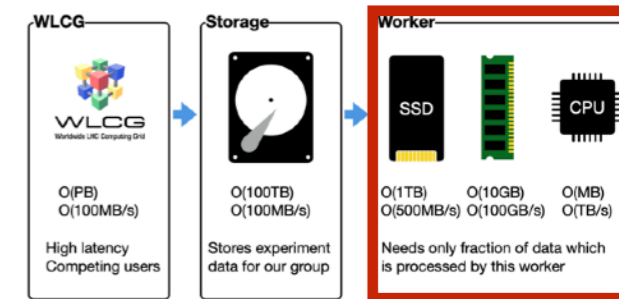 WLCG
WLCG
Worldwide LHC Computing Grid
O(PB)
O(100MB/s)
High latency
Competing users
Storage
O(100TB)
O(100MB/s)
Stores experiment
data for our group
Worker
SSD
CPU
O(1TB) O(10GB) O(MB)
O(500MB/s) O(100GB/s) O(TB/s)
Needs only fraction of data which
is processed by this worker